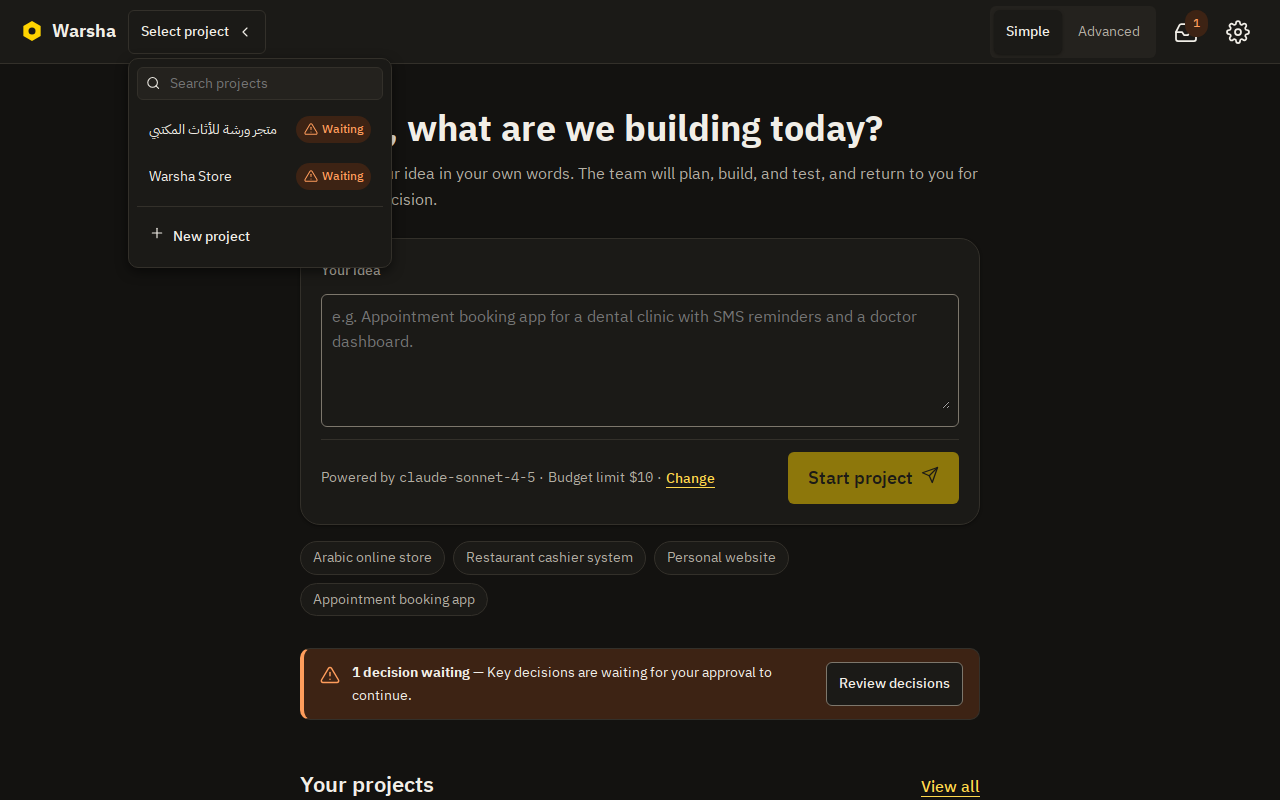 Warsha
Select project
Simple
Advanced
1
Search projects
متجر ورشة للأثاث المكتبي
Waiting
Warsha Store
Waiting
New project
, what are we building today?
r idea in your own words. The team will plan, build, and test, and return to you for
cision.
Your idea
e.g. Appointment booking app for a dental clinic with SMS reminders and a doctor
dashboard.
Powered by claude-sonnet-4-5 · Budget limit $10 · Change
Start project
Arabic online store
Restaurant cashier system
Personal website
Appointment booking app
1 decision waiting — Key decisions are waiting for your approval to
continue.
Review decisions
Your projects
View all